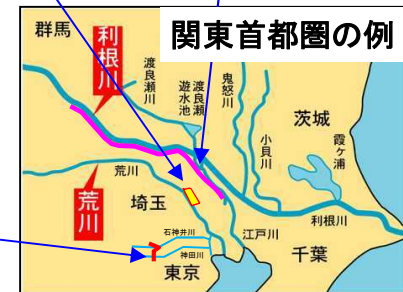 関東首都圏の例
群馬
利根川
渡良瀬川
渡良瀬遊水池
鬼怒川
茨城
小貝川
霞ヶ浦
荒川
荒川
埼玉
利根川
石神井川
江戸川
神田川
千葉
東京